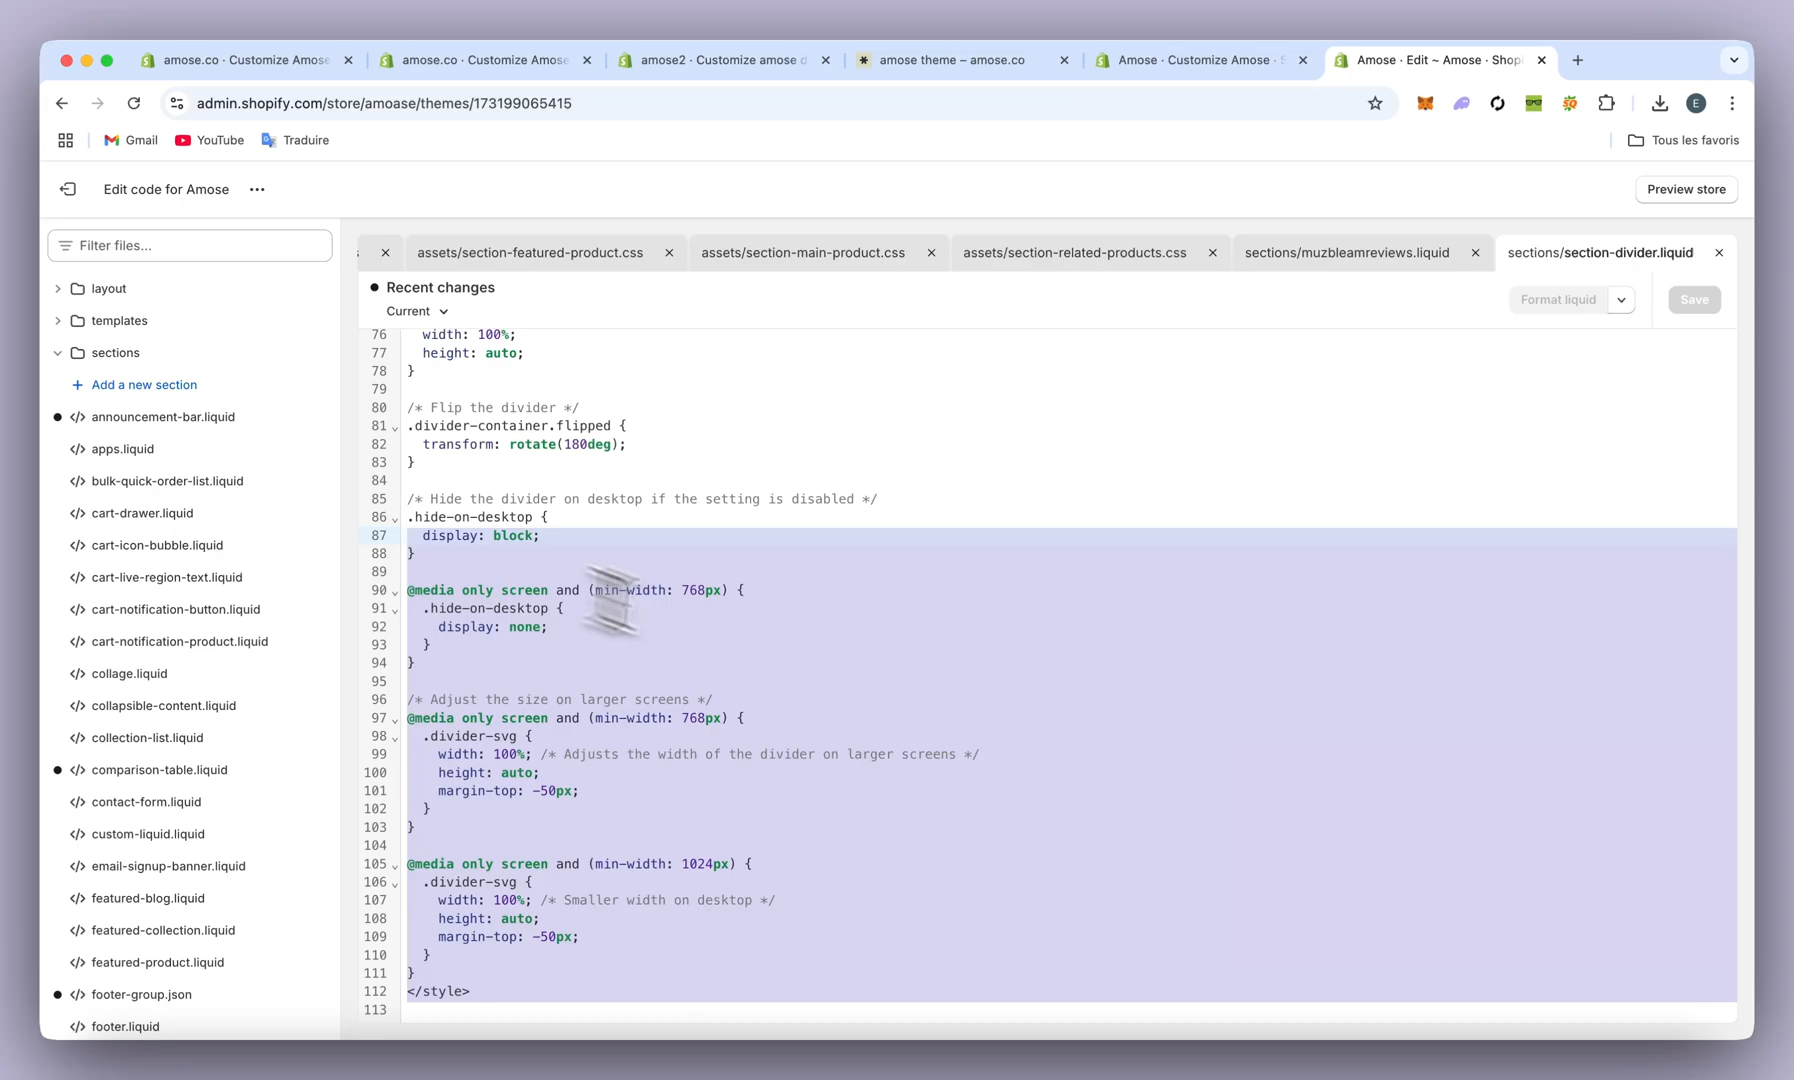 amose.co · Customize Amose
amose.co · Customize Amose
amose2 · Customize amose d
amose theme – amose.co
Amose · Customize Amose · S
Amose · Edit ~ Amose · Shopi
admin.shopify.com/store/amoase/themes/173199065415
E
Gmail
YouTube
Traduire
Tous les favoris
Edit code for Amose
Preview store
Filter files...
layout
templates
sections
Add a new section
announcement-bar.liquid
apps.liquid
bulk-quick-order-list.liquid
cart-drawer.liquid
cart-icon-bubble.liquid
cart-live-region-text.liquid
cart-notification-button.liquid
cart-notification-product.liquid
collage.liquid
collapsible-content.liquid
collection-list.liquid
comparison-table.liquid
contact-form.liquid
custom-liquid.liquid
email-signup-banner.liquid
featured-blog.liquid
featured-collection.liquid
featured-product.liquid
footer-group.json
footer.liquid
assets/section-featured-product.css
assets/section-main-product.css
assets/section-related-products.css
sections/muzbleamreviews.liquid
sections/section-divider.liquid
Recent changes
Current
Format liquid
Save
76 width: 100%;
77 height: auto;
78 }
79
80 /* Flip the divider */
81 .divider-container.flipped {
82 transform: rotate(180deg);
83 }
84
85 /* Hide the divider on desktop if the setting is disabled */
86 .hide-on-desktop {
87 display: block;
88 }
89
90 @media only screen and (min-width: 768px) {
91 .hide-on-desktop {
92 display: none;
93 }
94 }
95
96 /* Adjust the size on larger screens */
97 @media only screen and (min-width: 768px) {
98 .divider-svg {
99 width: 100%; /* Adjusts the width of the divider on larger screens */
100 height: auto;
101 margin-top: -50px;
102 }
103 }
104
105 @media only screen and (min-width: 1024px) {
106 .divider-svg {
107 width: 100%; /* Smaller width on desktop */
108 height: auto;
109 margin-top: -50px;
110 }
111 }
112 </style>
113